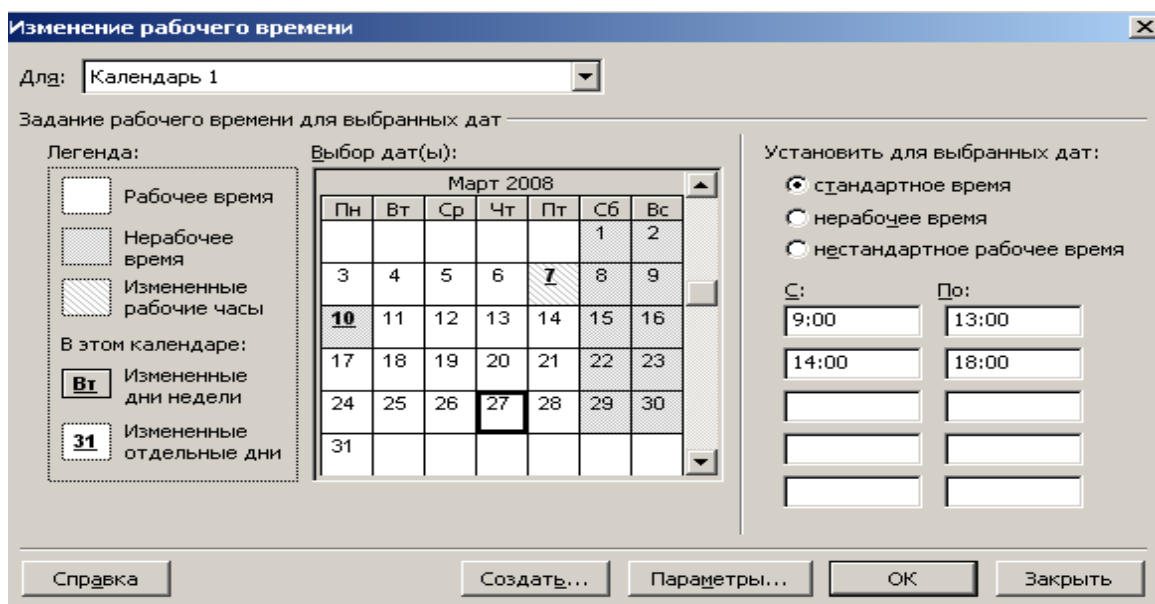 Изменение рабочего времени
Для: Календарь 1
Задание рабочего времени для выбранных дат
Легенда:
Рабочее время
Нерабочее
время
Измененные
рабочие часы
В этом календаре:
Вт Измененные
дни недели
31 Измененные
отдельные дни
Выбор дат(ы):
Март 2008
Пн Вт Ср Чт Пт Сб Вс
1 2
3 4 5 6 7 8 9
10 11 12 13 14 15 16
17 18 19 20 21 22 23
24 25 26 27 28 29 30
31
Установить для выбранных дат:
стандартное время
нерабочее время
нестандартное рабочее время
С: По:
9:00 13:00
14:00 18:00
Справка Создать... Параметры... ОК Закрыть